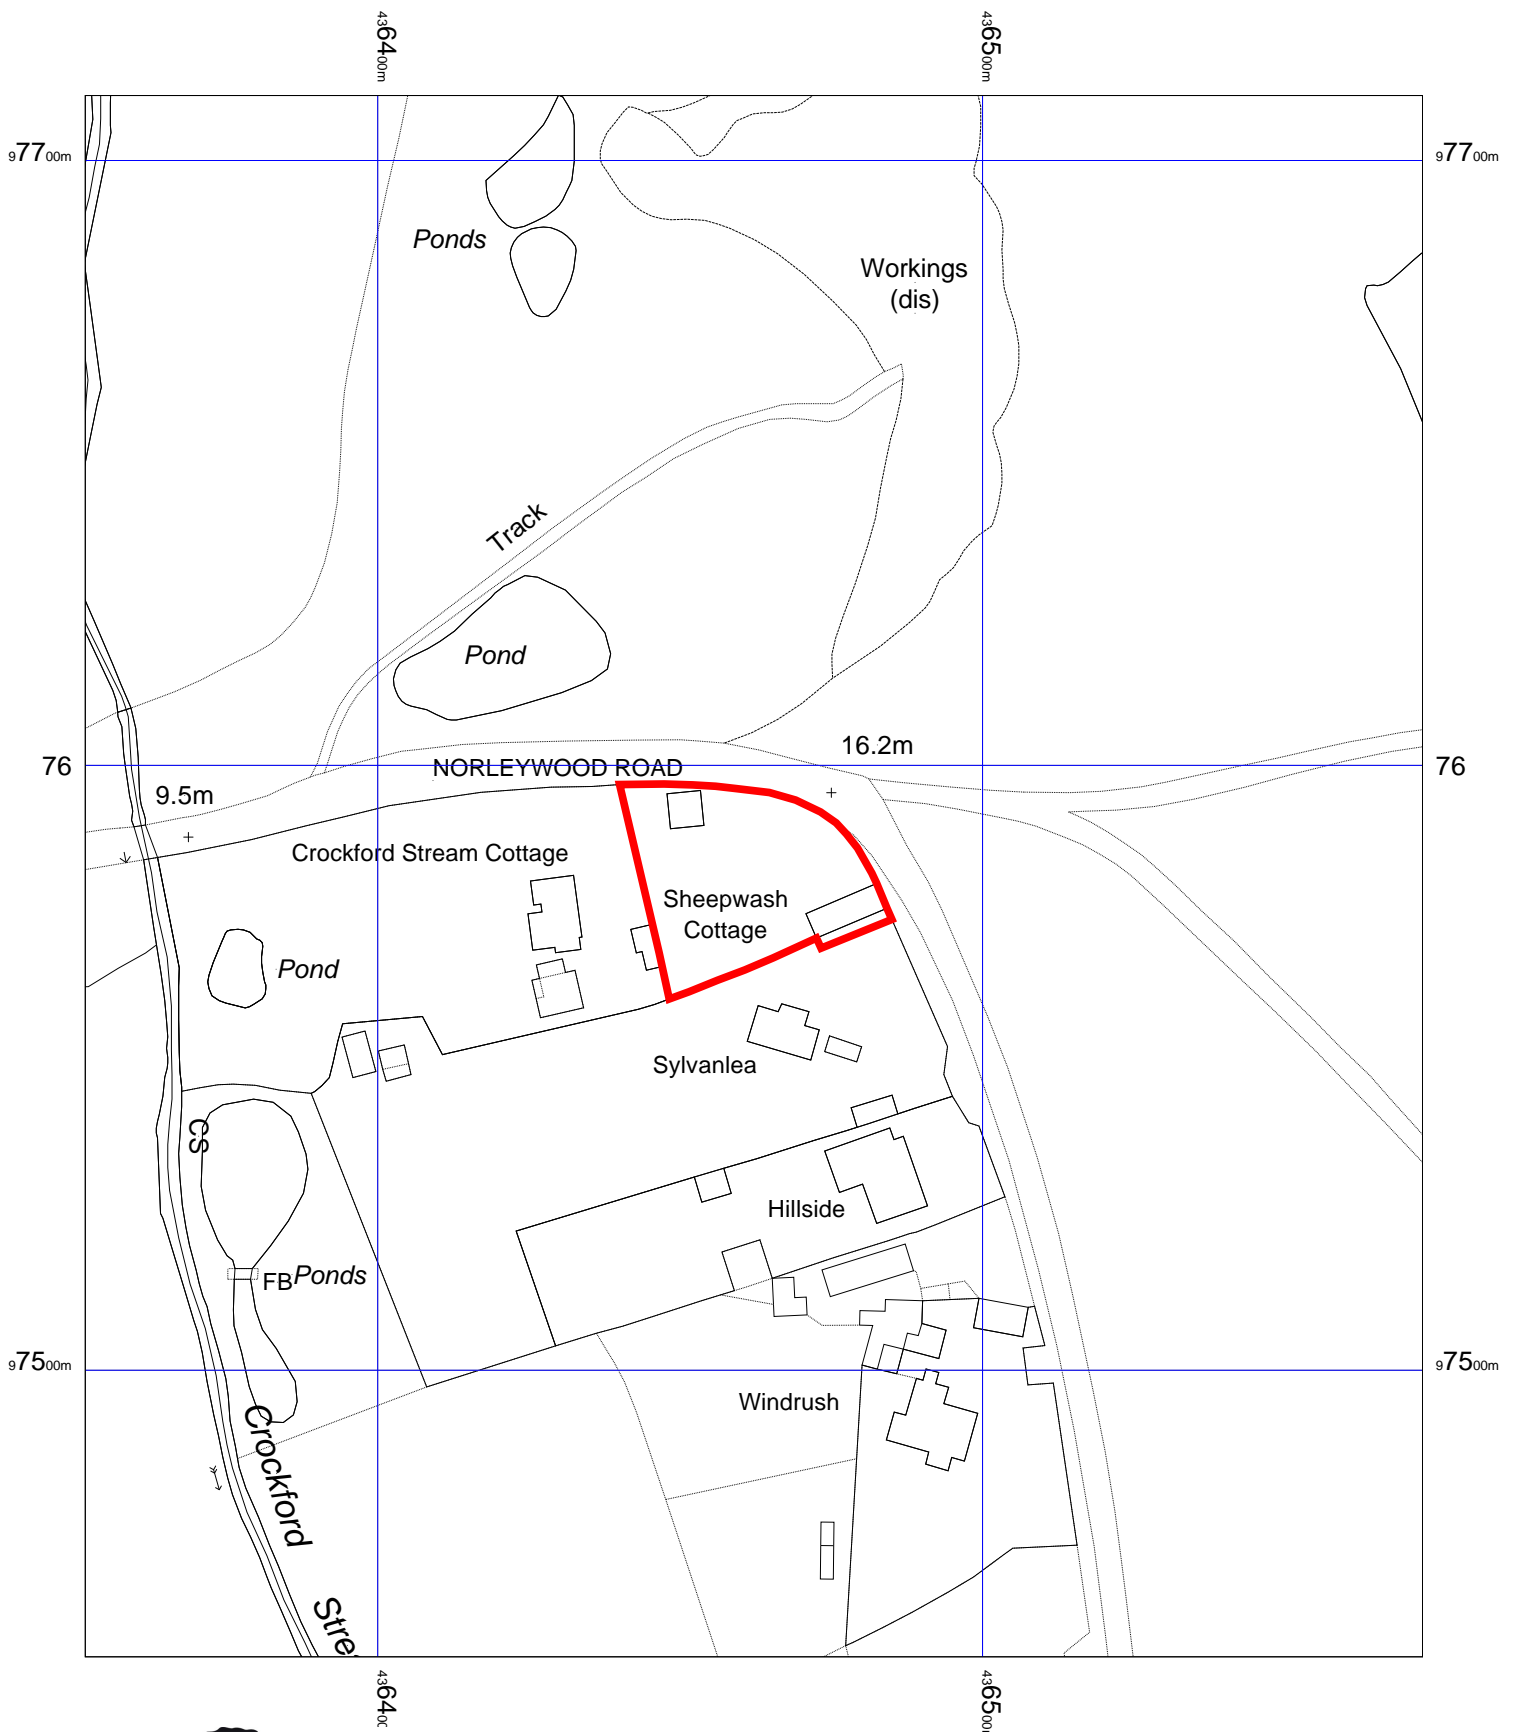 436400m
436500m
97700m
97700m
Ponds
Workings
(dis)
Track
Pond
16.2m
76
NORLEYWOOD ROAD
76
9.5m
Crockford Stream Cottage
Sheepwash
Cottage
Pond
Sylvanlea
CS
Hillside
FB
Ponds
97500m
97500m
Windrush
Crockford
Stre
4364
4365